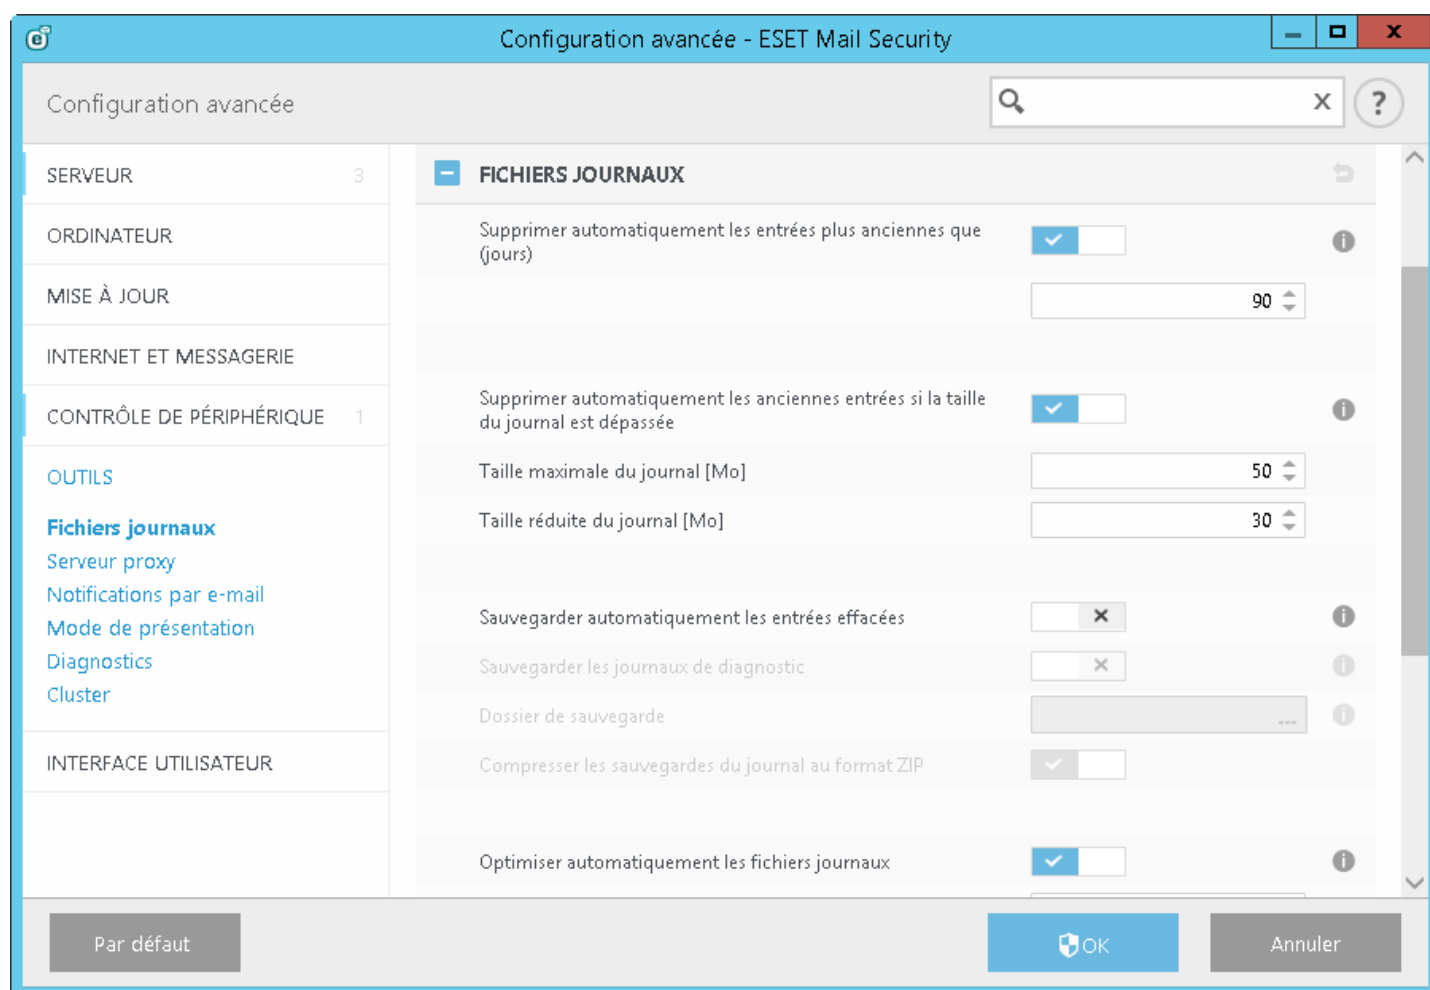 Configuration avancée - ESET Mail Security
Configuration avancée
SERVEUR 3
ORDINATEUR
MISE À JOUR
INTERNET ET MESSAGERIE
CONTRÔLE DE PÉRIPHÉRIQUE 1
OUTILS
Fichiers journaux
Serveur proxy
Notifications par e-mail
Mode de présentation
Diagnostics
Cluster
INTERFACE UTILISATEUR
FICHIERS JOURNAUX
Supprimer automatiquement les entrées plus anciennes que
(jours)
90
Supprimer automatiquement les anciennes entrées si la taille
du journal est dépassée
Taille maximale du journal [Mo]
50
Taille réduite du journal [Mo]
30
Sauvegarder automatiquement les entrées effacées
Sauvegarder les journaux de diagnostic
Dossier de sauvegarde
...
Compresser les sauvegardes du journal au format ZIP
Optimiser automatiquement les fichiers journaux
Par défaut
OK
Annuler